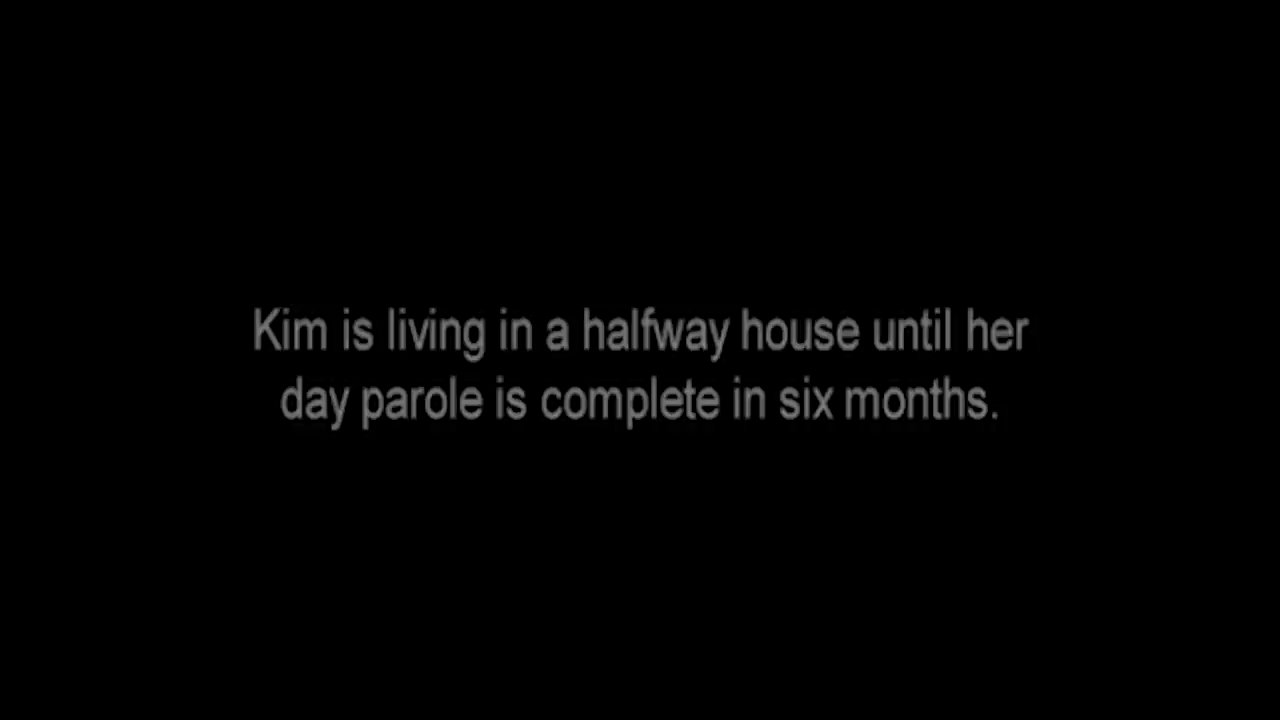 Kim is living in a halfway house until her
day parole is complete in six months.